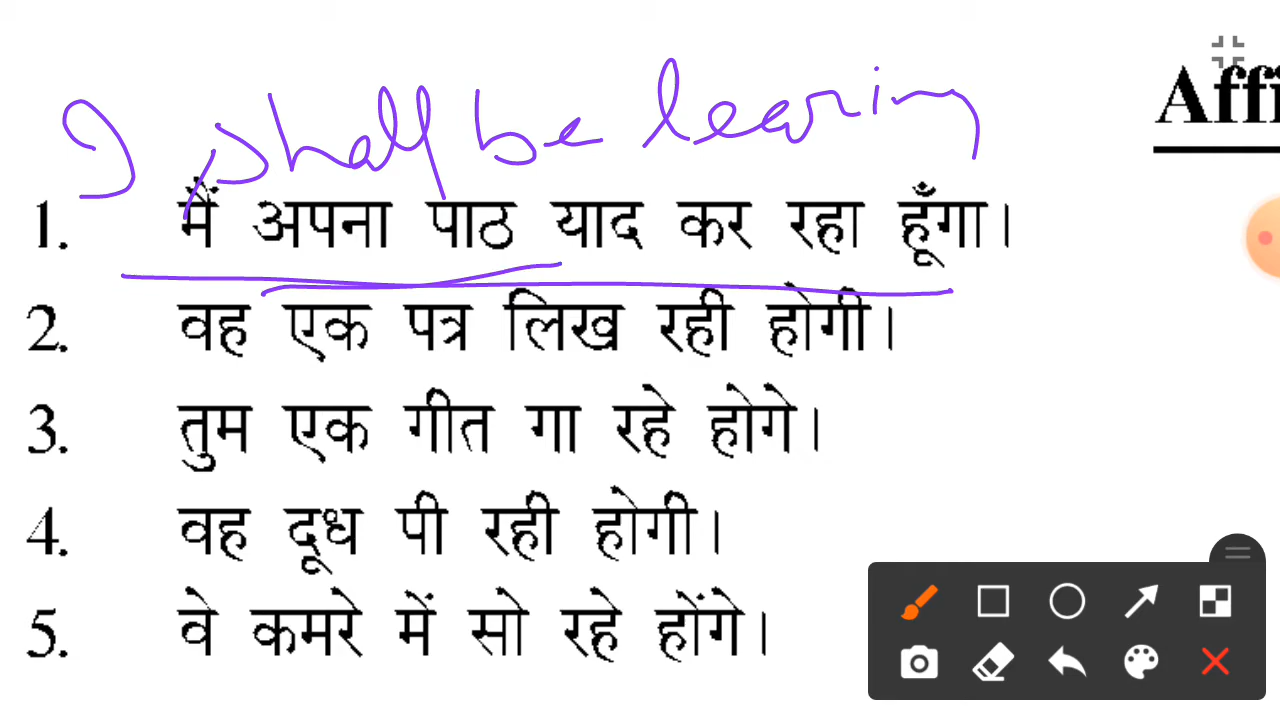 Affi
I shall be learing
1. मैं अपना पाठ याद कर रहा हूँगा।
2. वह एक पत्र लिख रही होगी।
3. तुम एक गीत गा रहे होगे।
4. वह दूध पी रही होगी।
5. वे कमरे में सो रहे होंगे।